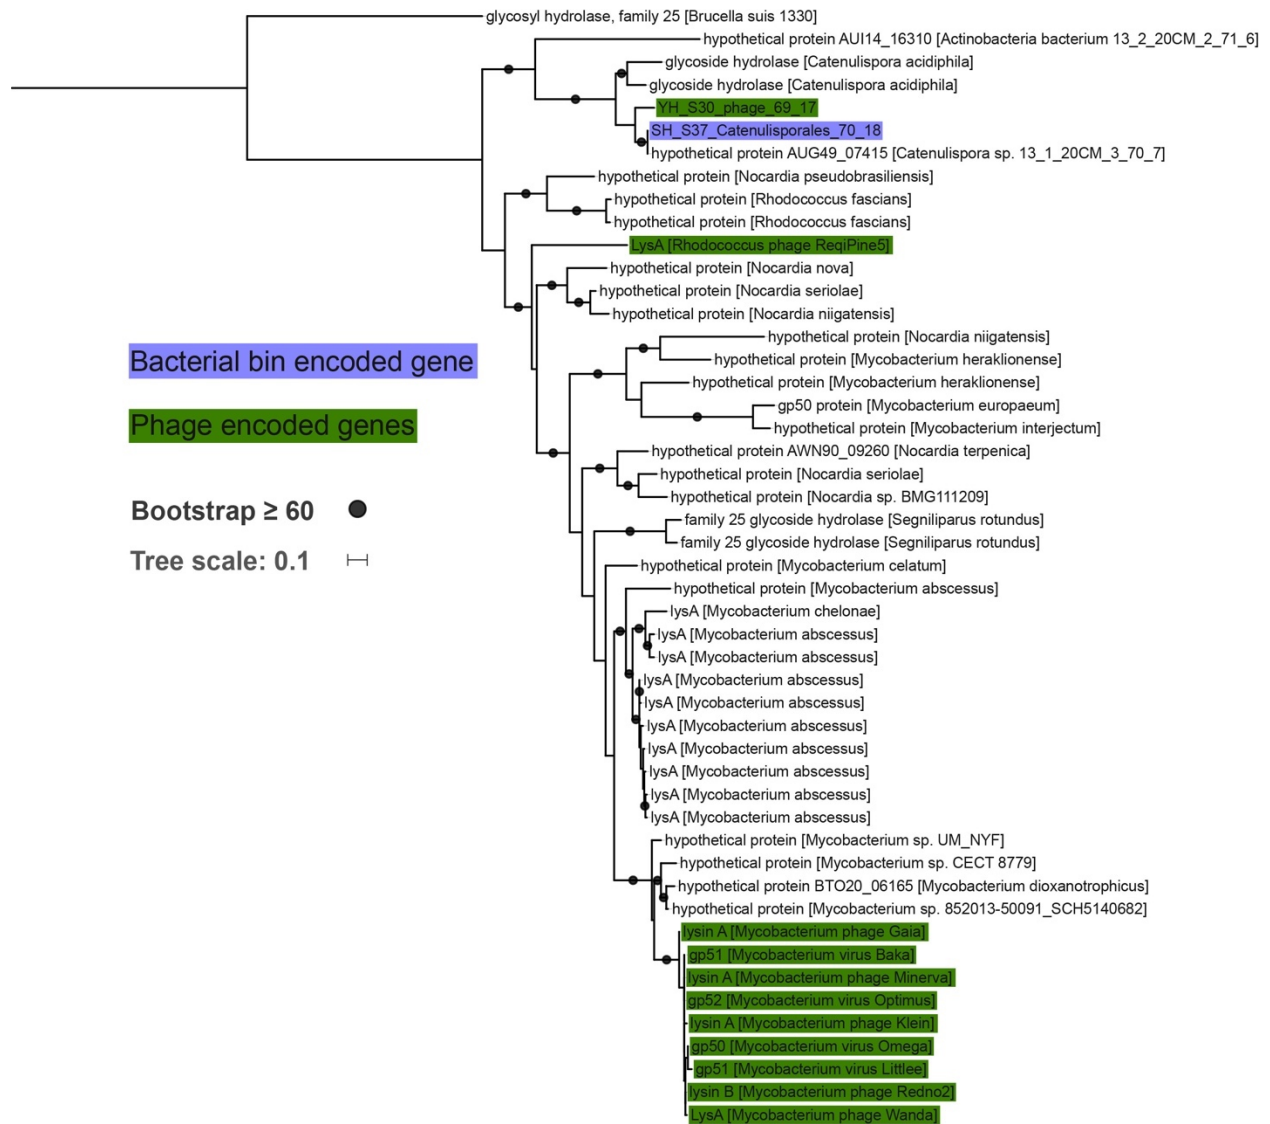 glycosyl hydrolase, family 25 [Brucella suis 1330]
hypothetical protein AUI14_16310 [Actinobacteria bacterium 13_2_20CM_2_71_6]
glycoside hydrolase [Catenulispora acidiphila]
glycoside hydrolase [Catenulispora acidiphila]
YH_S30_phage_69_17
SH_S37_Catenulisporales_70_18
hypothetical protein AUG49_07415 [Catenulispora sp. 13_1_20CM_3_70_7]
hypothetical protein [Nocardia pseudobrasiliensis]
hypothetical protein [Rhodococcus fascians]
hypothetical protein [Rhodococcus fascians]
LysA [Rhodococcus phage ReqiPine5]
hypothetical protein [Nocardia nova]
hypothetical protein [Nocardia seriolae]
hypothetical protein [Nocardia niigatensis]
hypothetical protein [Nocardia niigatensis]
hypothetical protein [Mycobacterium heraklionense]
hypothetical protein [Mycobacterium heraklionense]
gp50 protein [Mycobacterium europaeum]
hypothetical protein [Mycobacterium interjectum]
hypothetical protein AWN90_09260 [Nocardia terpenica]
hypothetical protein [Nocardia seriolae]
hypothetical protein [Nocardia sp. BMG111209]
family 25 glycoside hydrolase [Segniliparus rotundus]
family 25 glycoside hydrolase [Segniliparus rotundus]
hypothetical protein [Mycobacterium celatum]
hypothetical protein [Mycobacterium abscessus]
lysA [Mycobacterium chelonae]
lysA [Mycobacterium abscessus]
lysA [Mycobacterium abscessus]
lysA [Mycobacterium abscessus]
lysA [Mycobacterium abscessus]
lysA [Mycobacterium abscessus]
lysA [Mycobacterium abscessus]
lysA [Mycobacterium abscessus]
lysA [Mycobacterium abscessus]
lysA [Mycobacterium abscessus]
hypothetical protein [Mycobacterium sp. UM_NYF]
hypothetical protein [Mycobacterium sp. CECT 8779]
hypothetical protein BTO20_06165 [Mycobacterium dioxanotrophicus]
hypothetical protein [Mycobacterium sp. 852013-50091_SCH5140682]
lysin A [Mycobacterium phage Gaia]
gp51 [Mycobacterium virus Baka]
lysin A [Mycobacterium phage Minerva]
gp52 [Mycobacterium virus Optimus]
lysin A [Mycobacterium phage Klein]
gp50 [Mycobacterium virus Omega]
gp51 [Mycobacterium virus Littlee]
lysin B [Mycobacterium phage Redno2]
LysA [Mycobacterium phage Wanda]
Bacterial bin encoded gene
Phage encoded genes
Bootstrap ≥ 60
Tree scale: 0.1